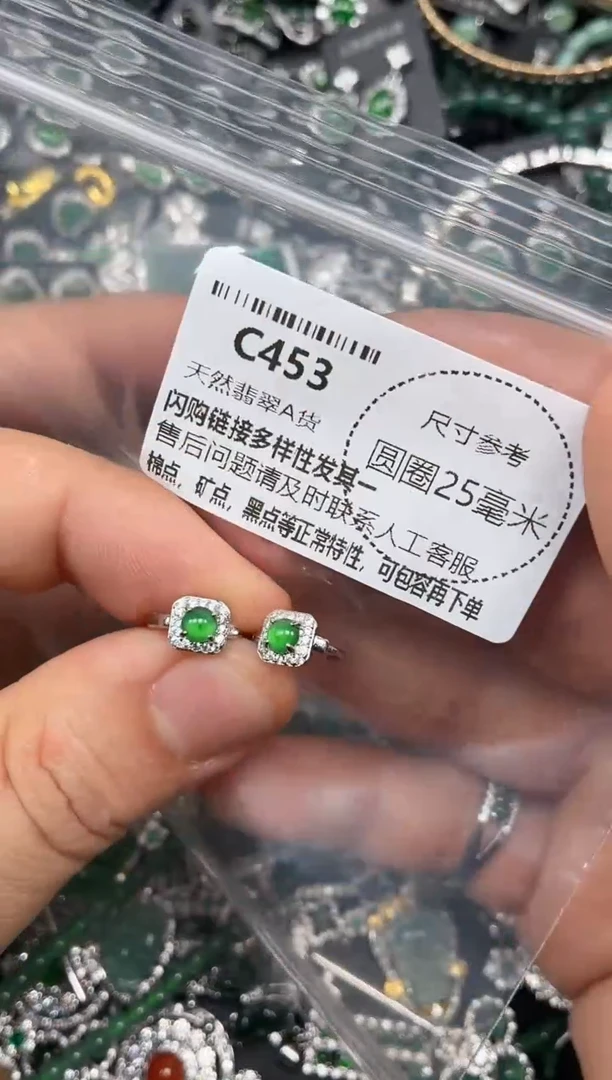 C453
天然翡翠A货
闪购链接多样性发其一
售后问题请及时联系人工客服
棉点，矿点，黑点等正常特性，可包容再下单
尺寸参考
圆圈25毫米